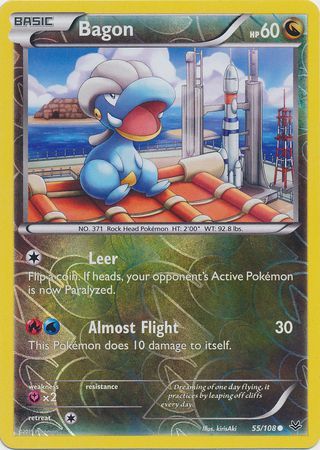 BASIC
Bagon
HP60
NO. 371 Rock Head Pokémon HT: 2'00" WT: 92.8 lbs.
Leer
Flip a coin. If heads, your opponent's Active Pokémon
is now Paralyzed.
Almost Flight 30
This Pokémon does 10 damage to itself.
weakness
×2
resistance
retreat
Dreaming of one day flying, it
practices by leaping off cliffs
every day.
Illus. kirisAki
55/108